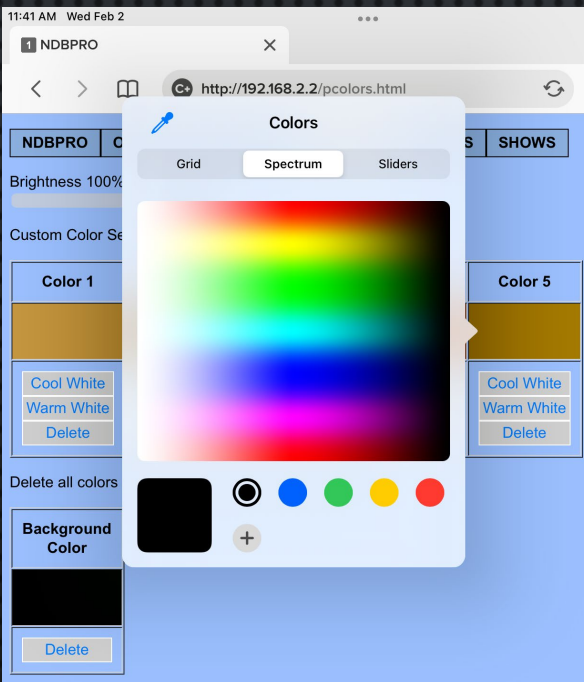 11:41 AM Wed Feb 2
1 NDBPRO
C+ http://192.168.2.2/pcolors.html
Colors
NDBPRO
SHOWS
Grid Spectrum Sliders
Brightness 100%
Custom Color
Color 1 Color 5
Cool White Cool White
Warm White Warm White
Delete Delete
Delete all colors
Background
Color
Delete